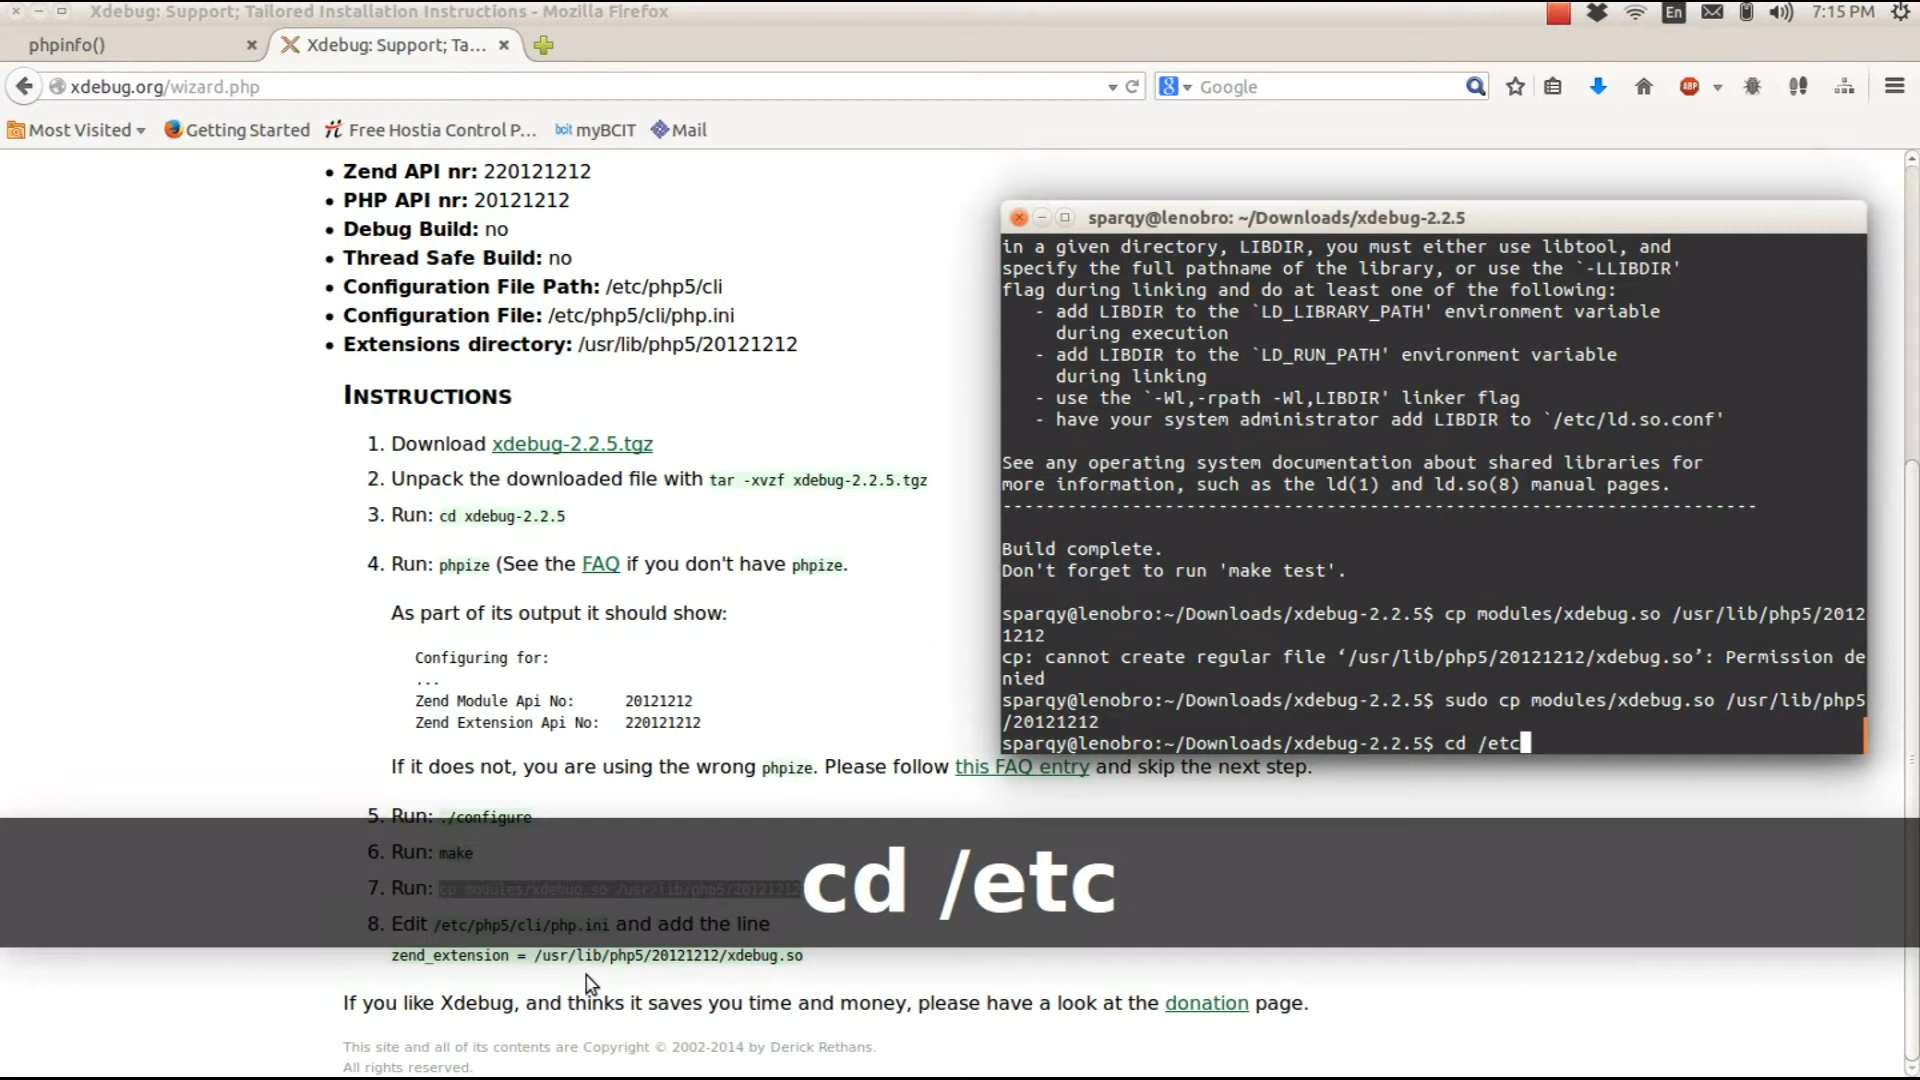 Xdebug: Support; Tailored Installation Instructions - Mozilla Firefox
En
7:15 PM
phpinfo()
Xdebug: Support; Ta...
xdebug.org/wizard.php
8
Google
ABP
Most Visited
Getting Started
Free Hostia Control P...
bcit myBCIT
Mail
• Zend API nr: 220121212
• PHP API nr: 20121212
• Debug Build: no
• Thread Safe Build: no
• Configuration File Path: /etc/php5/cli
• Configuration File: /etc/php5/cli/php.ini
• Extensions directory: /usr/lib/php5/20121212
INSTRUCTIONS
1. Download xdebug-2.2.5.tgz
2. Unpack the downloaded file with tar -xvzf xdebug-2.2.5.tgz
3. Run: cd xdebug-2.2.5
4. Run: phpize (See the FAQ if you don't have phpize.
As part of its output it should show:
Configuring for:
...
Zend Module Api No: 20121212
Zend Extension Api No: 220121212
If it does not, you are using the wrong phpize. Please follow this FAQ entry and skip the next step.
5. Run: ./configure
6. Run: make
7. Run: cp modules/xdebug.so /usr/lib/php5/20121212
8. Edit /etc/php5/cli/php.ini and add the line
zend_extension = /usr/lib/php5/20121212/xdebug.so
If you like Xdebug, and thinks it saves you time and money, please have a look at the donation page.
This site and all of its contents are Copyright © 2002-2014 by Derick Rethans.
All rights reserved.
sparqy@lenobro: ~/Downloads/xdebug-2.2.5
in a given directory, LIBDIR, you must either use libtool, and
specify the full pathname of the library, or use the `-LLIBDIR'
flag during linking and do at least one of the following:
- add LIBDIR to the `LD_LIBRARY_PATH' environment variable
during execution
- add LIBDIR to the `LD_RUN_PATH' environment variable
during linking
- use the `-Wl,-rpath -Wl,LIBDIR' linker flag
- have your system administrator add LIBDIR to `/etc/ld.so.conf'
See any operating system documentation about shared libraries for
more information, such as the ld(1) and ld.so(8) manual pages.
----------------------------------------------------------------------
Build complete.
Don't forget to run 'make test'.
sparqy@lenobro:~/Downloads/xdebug-2.2.5$ cp modules/xdebug.so /usr/lib/php5/2012
1212
cp: cannot create regular file ‘/usr/lib/php5/20121212/xdebug.so’: Permission de
nied
sparqy@lenobro:~/Downloads/xdebug-2.2.5$ sudo cp modules/xdebug.so /usr/lib/php5
/20121212
sparqy@lenobro:~/Downloads/xdebug-2.2.5$ cd /etc
cd /etc